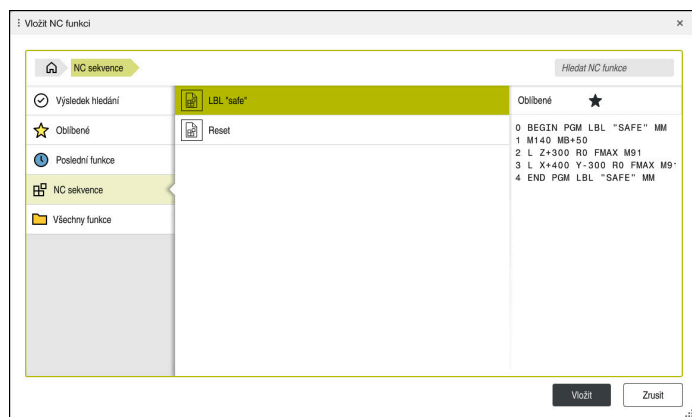 Vložit NC funkci
NC sekvence
Hledat NC funkce
Výsledek hledání
Oblíbené
Poslední funkce
NC sekvence
Všechny funkce
LBL "safe"
Reset
Oblíbené
0 BEGIN PGM LBL "SAFE" MM
1 M140 MB+50
2 L Z+300 R0 FMAX M91
3 L X+400 Y-300 R0 FMAX M9
4 END PGM LBL "SAFE" MM
Vložit
Zrusit